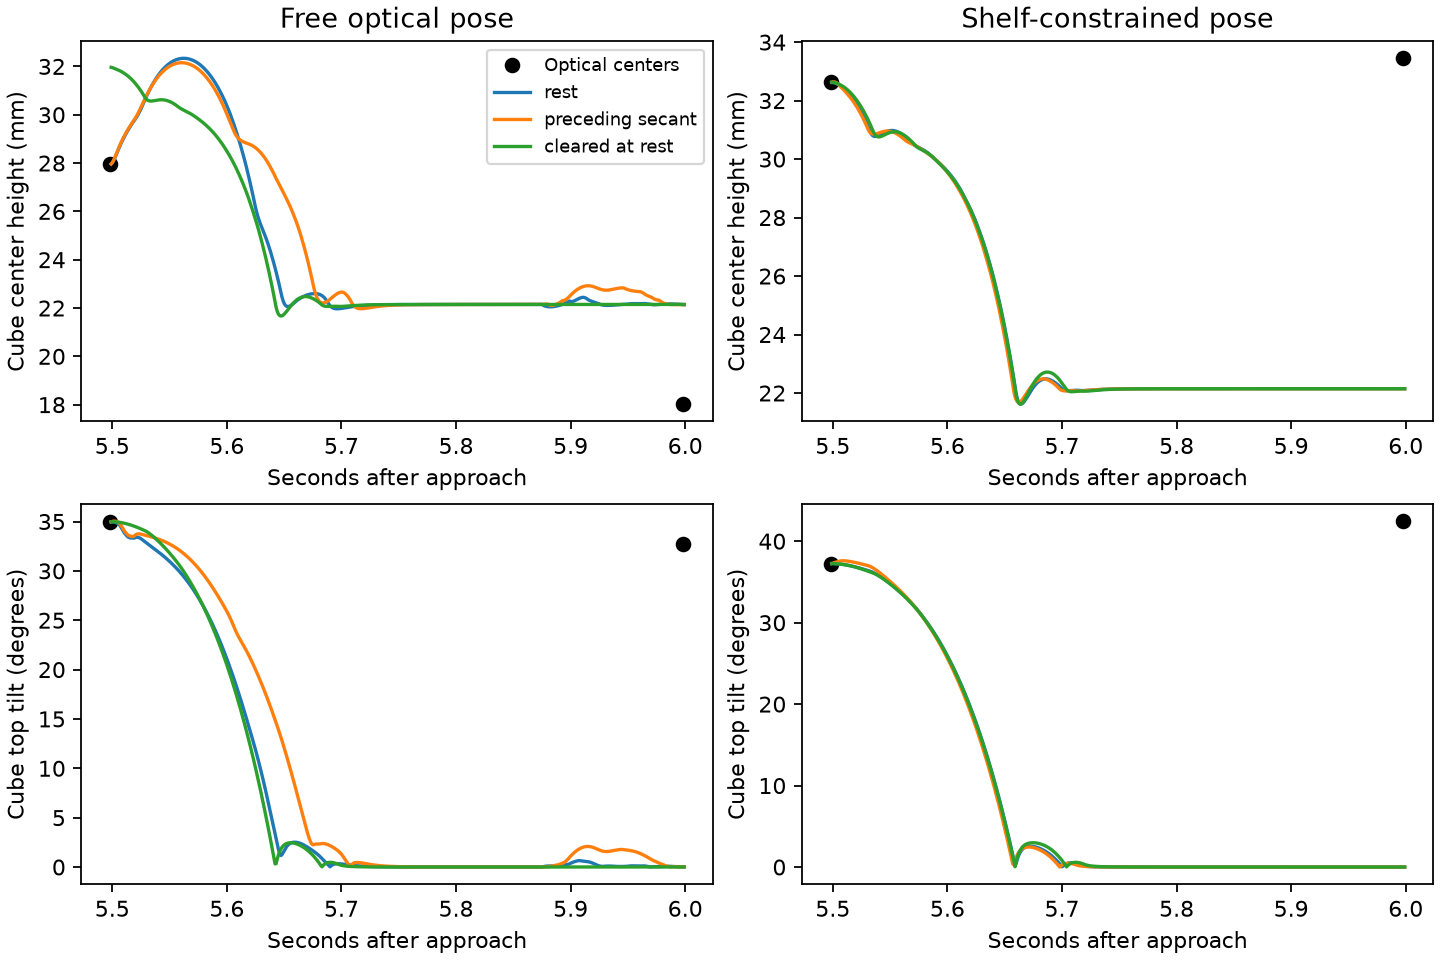 Free optical pose
Cube center height (mm)
32
30
28
26
24
22
20
18
Optical centers
rest
preceding secant
cleared at rest
5.5 5.6 5.7 5.8 5.9 6.0
Seconds after approach
Shelf-constrained pose
Cube center height (mm)
34
32
30
28
26
24
22
5.5 5.6 5.7 5.8 5.9 6.0
Seconds after approach
Cube top tilt (degrees)
35
30
25
20
15
10
5
0
5.5 5.6 5.7 5.8 5.9 6.0
Seconds after approach
Cube top tilt (degrees)
40
30
20
10
0
5.5 5.6 5.7 5.8 5.9 6.0
Seconds after approach